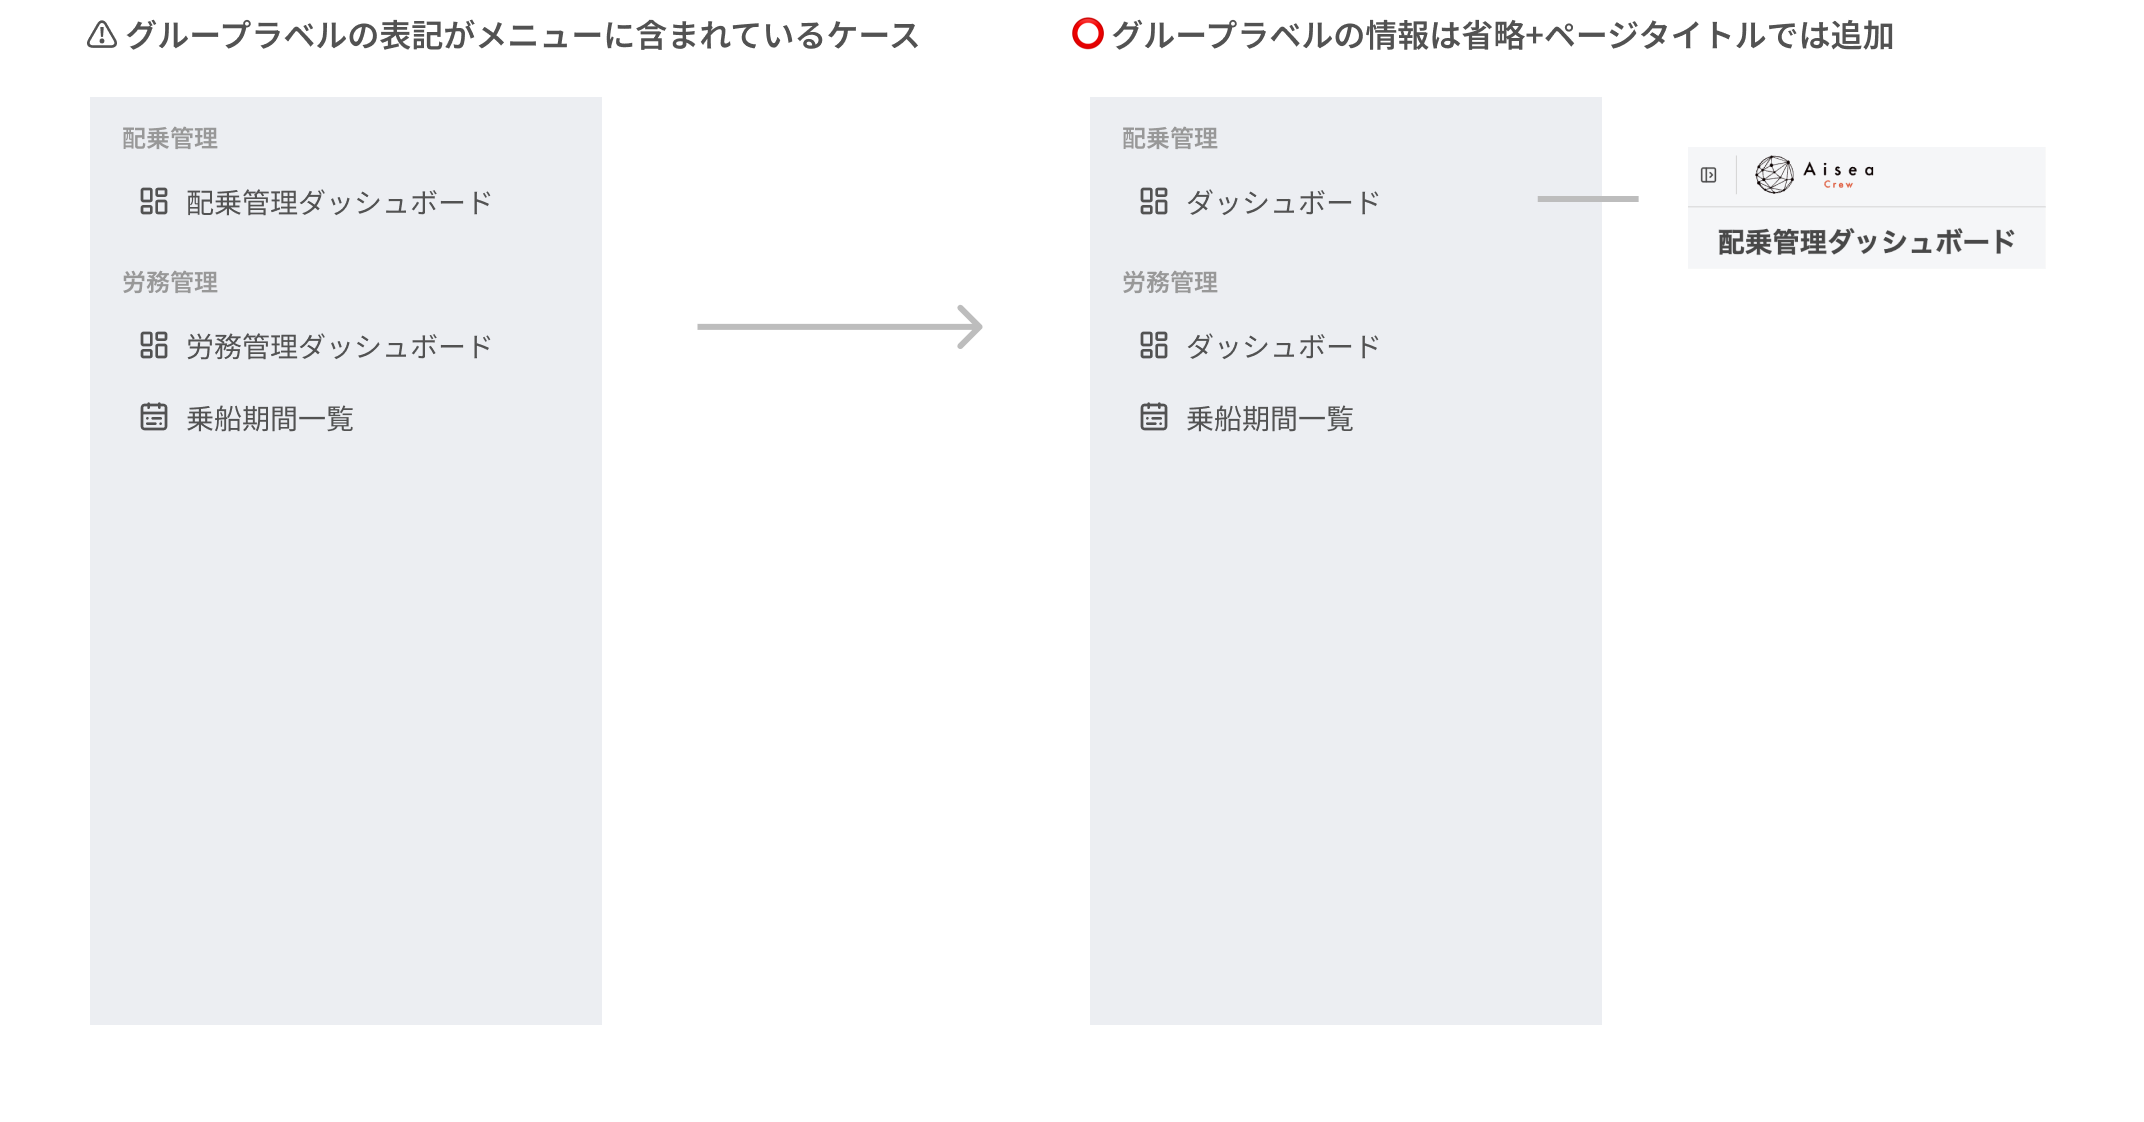 グループラベルの表記がメニューに含まれているケース
配乗管理
配乗管理ダッシュボード
労務管理
労務管理ダッシュボード
乗船期間一覧
グループラベルの情報は省略+ページタイトルでは追加
配乗管理
ダッシュボード
労務管理
ダッシュボード
乗船期間一覧
Aisea
Crew
配乗管理ダッシュボード